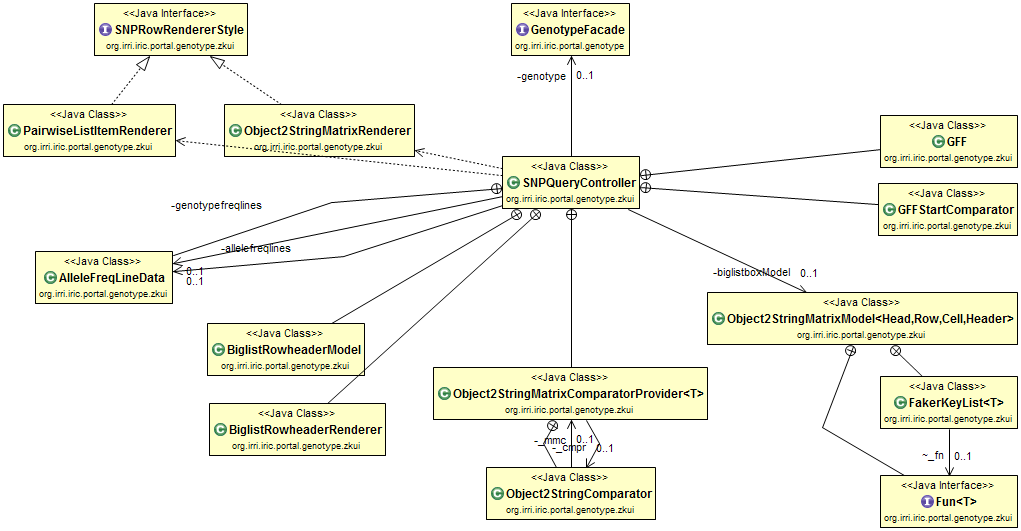 <<Java Interface>>
I SNPRowRendererStyle
org.irri.iric.portal.genotype.zkui
<<Java Interface>>
I GenotypeFacade
org.irri.iric.portal.genotype
-genotype 0..1
<<Java Class>>
C PairwiseListItemRenderer
org.irri.iric.portal.genotype.zkui
<<Java Class>>
C Object2StringMatrixRenderer
org.irri.iric.portal.genotype.zkui
<<Java Class>>
C GFF
org.irri.iric.portal.genotype.zkui
<<Java Class>>
C SNPQueryController
org.irri.iric.portal.genotype.zkui
<<Java Class>>
C GFFStartComparator
org.irri.iric.portal.genotype.zkui
-genotypefreqlines
-allelefreqlines
0..1
0..1
<<Java Class>>
C AlleleFreqLineData
org.irri.iric.portal.genotype.zkui
-biglistboxModel 0..1
<<Java Class>>
C Object2StringMatrixModel<Head,Row,Cell,Header>
org.irri.iric.portal.genotype.zkui
<<Java Class>>
C BiglistRowheaderModel
org.irri.iric.portal.genotype.zkui
<<Java Class>>
C Object2StringMatrixComparatorProvider<T>
org.irri.iric.portal.genotype.zkui
<<Java Class>>
C FakerKeyList<T>
org.irri.iric.portal.genotype.zkui
<<Java Class>>
C BiglistRowheaderRenderer
org.irri.iric.portal.genotype.zkui
-_mmc 0..1
-_cmpr 0..1
~_fn 0..1
<<Java Class>>
C Object2StringComparator
org.irri.iric.portal.genotype.zkui
<<Java Interface>>
I Fun<T>
org.irri.iric.portal.genotype.zkui